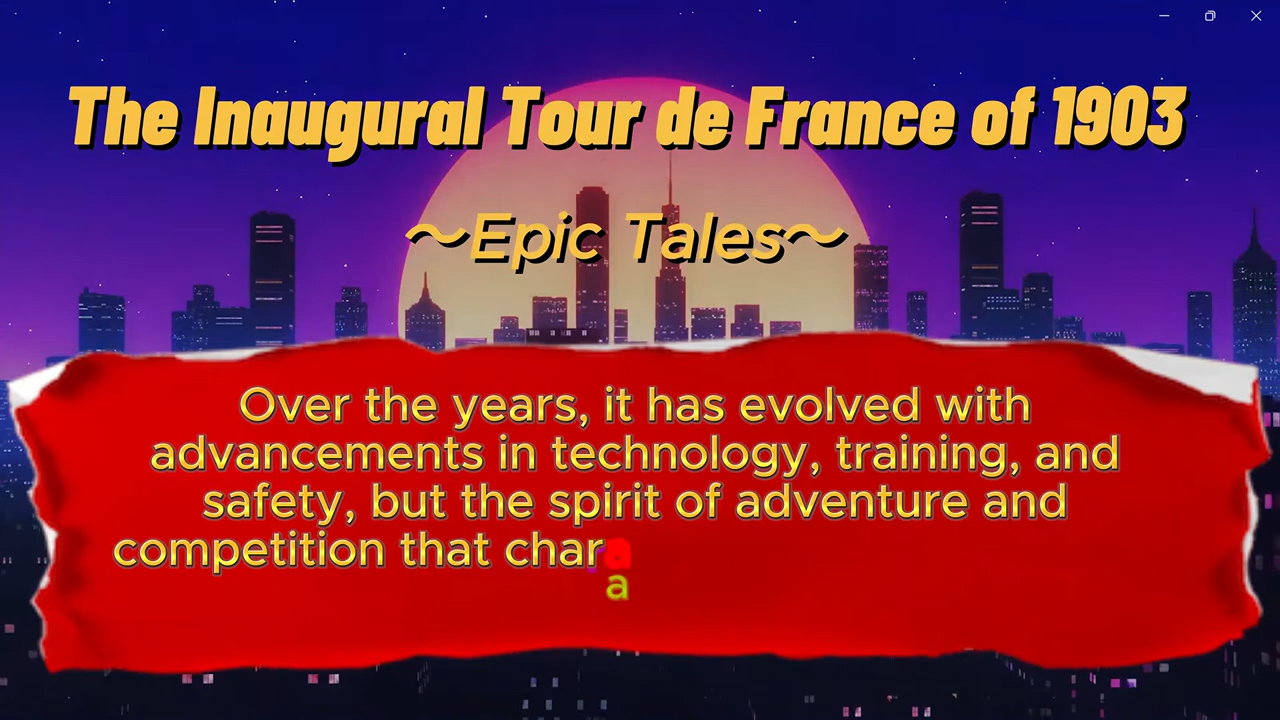 The Inaugural Tour de France of 1903
～Epic Tales～
Over the years, it has evolved with
advancements in technology, training, and
safety, but the spirit of adventure and
competition that chara